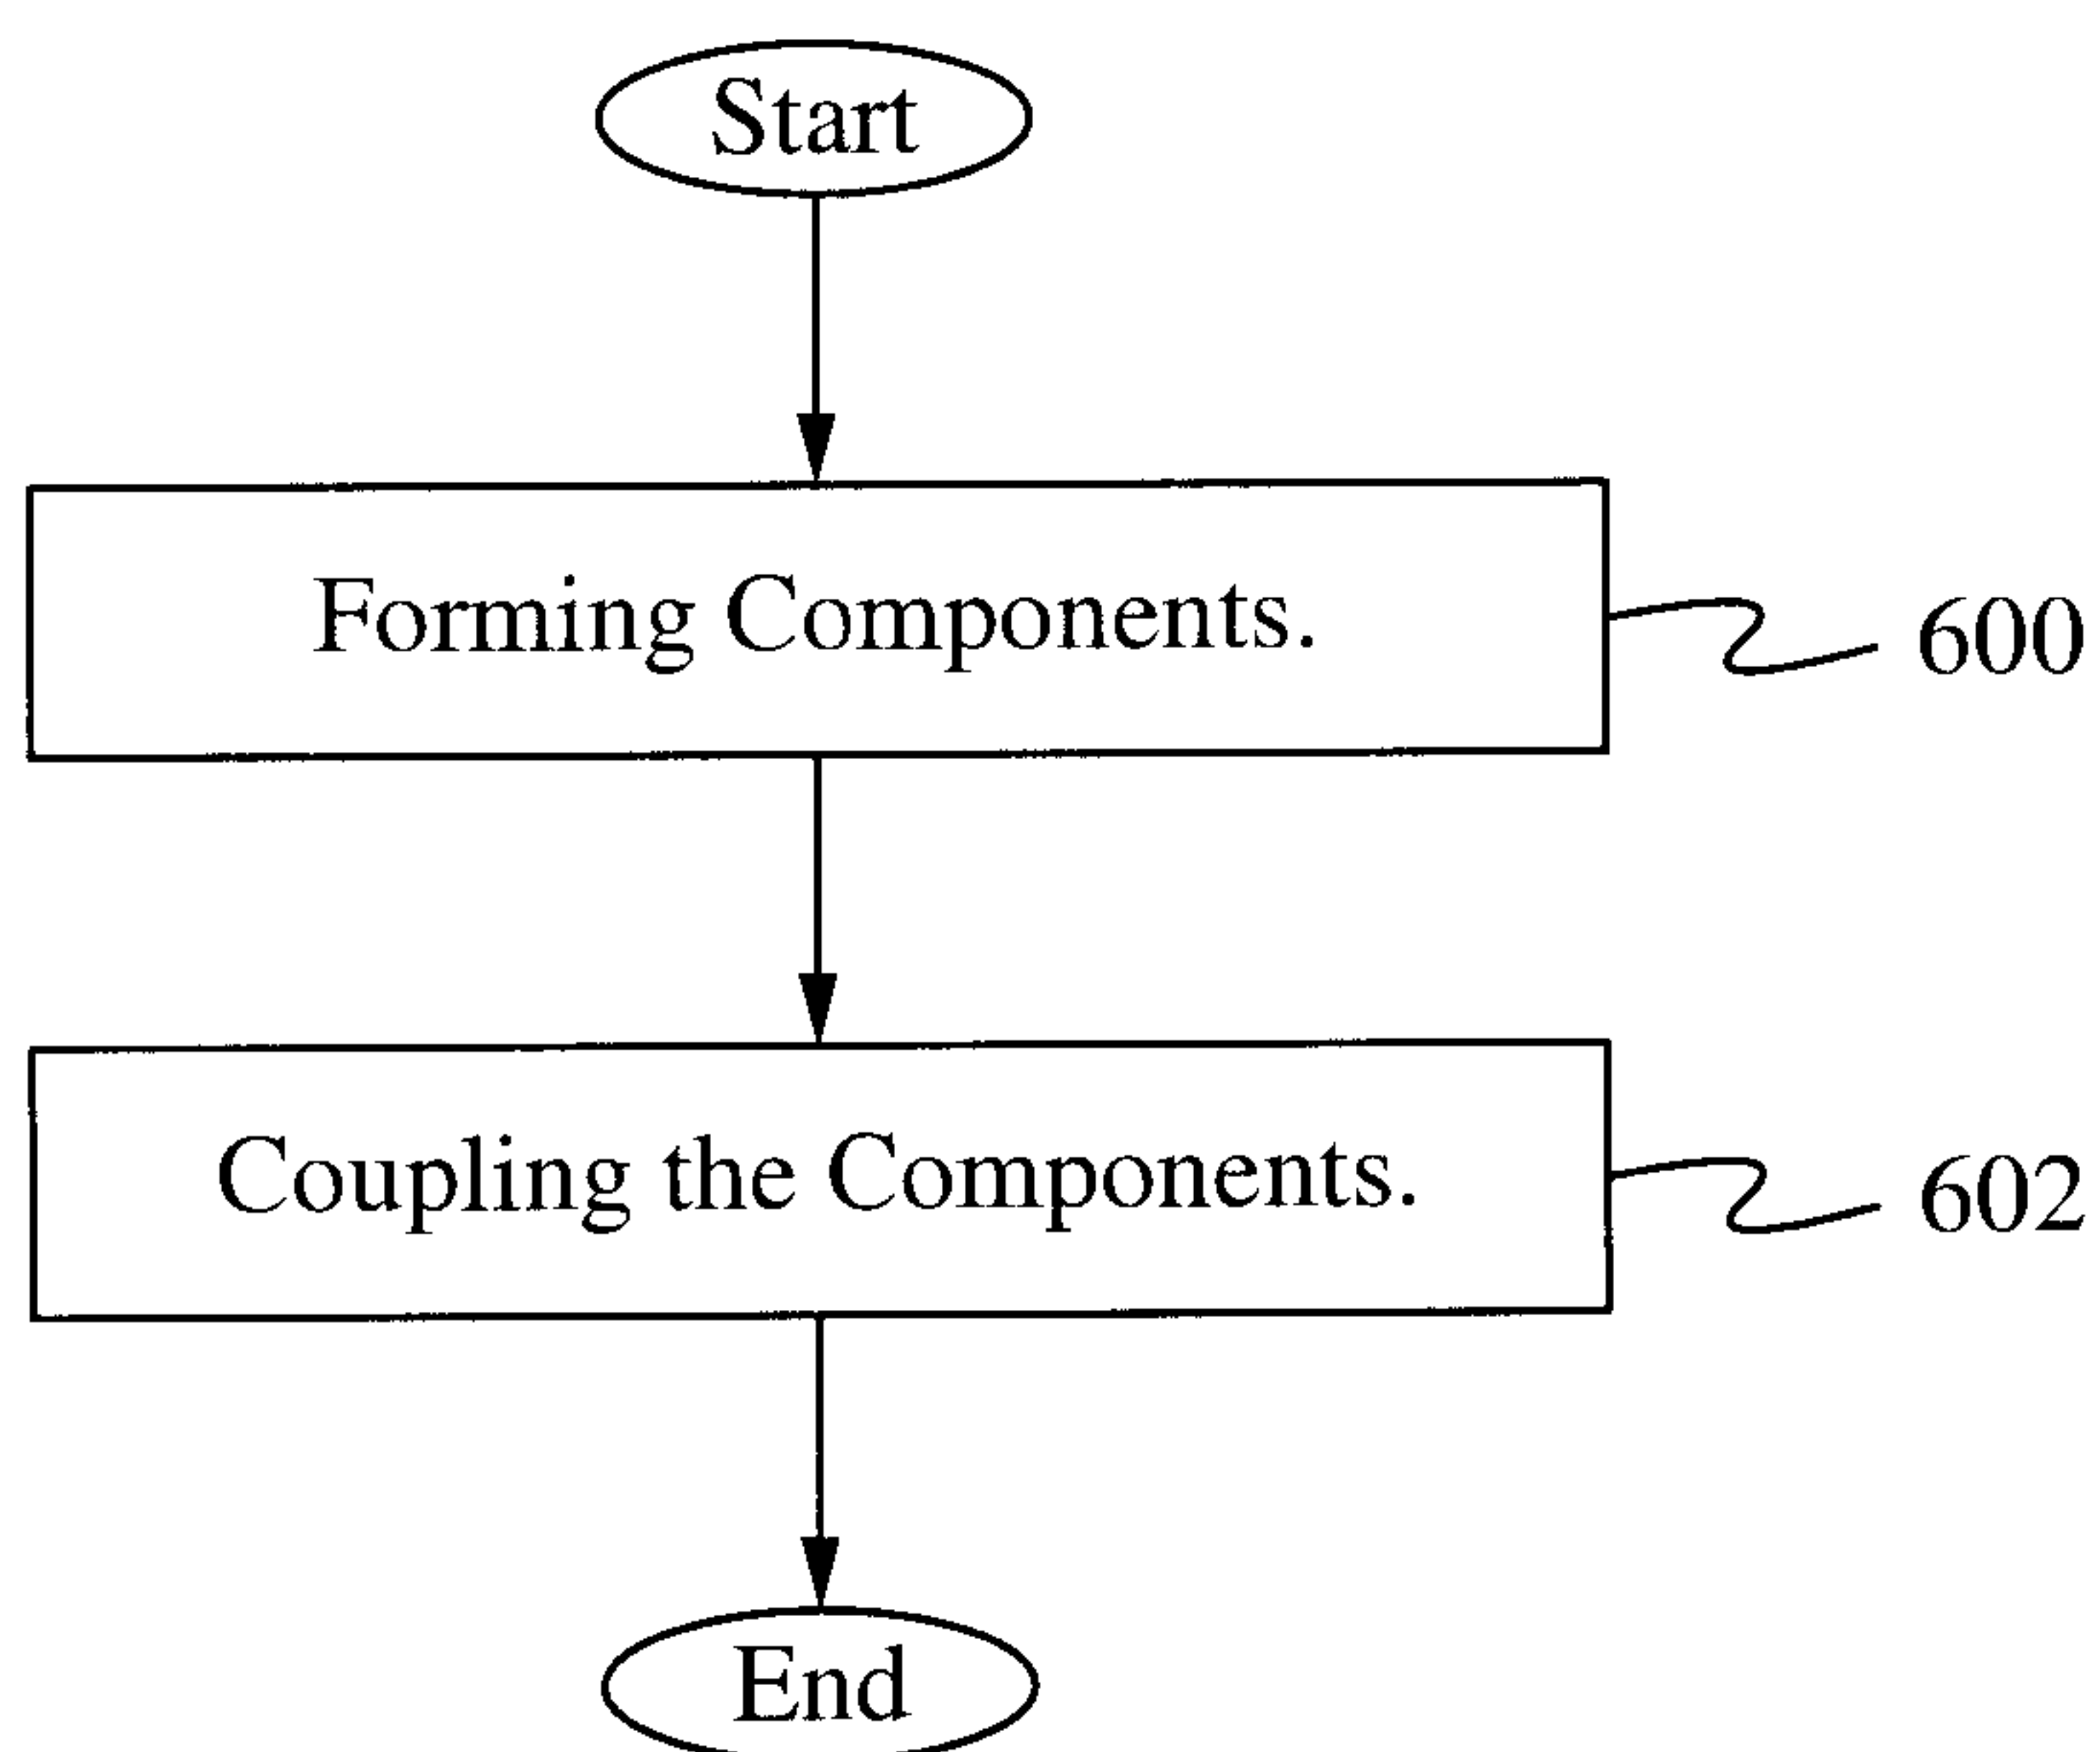 Start
Forming Components.
600
Coupling the Components.
602
End